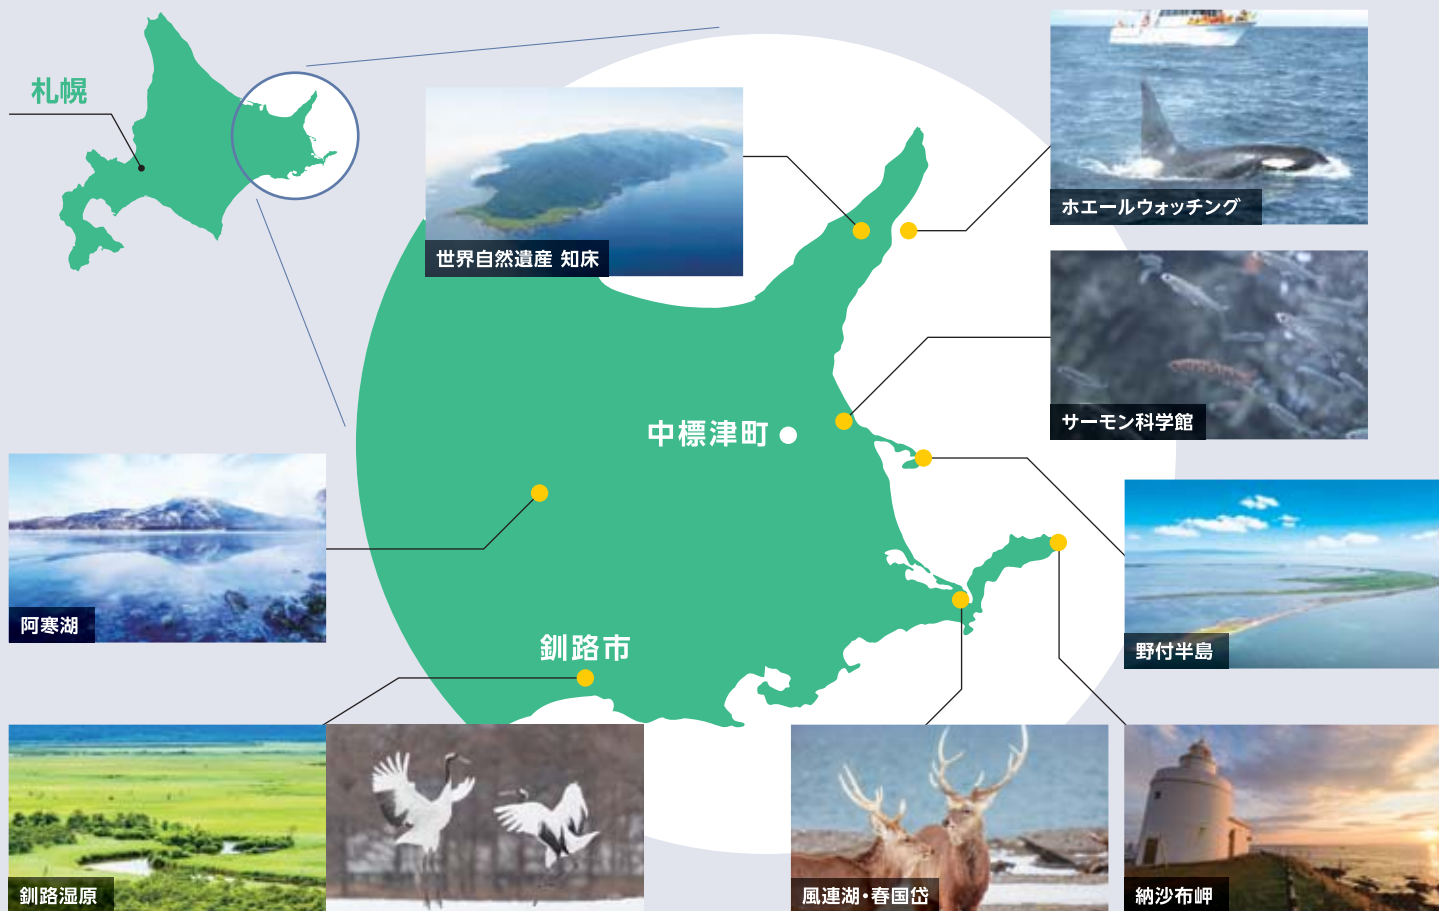 札幌
世界自然遺産 知床
ホエールウォッチング
サーモン科学館
中標津町
野付半島
阿寒湖
釧路市
釧路湿原
風連湖・春国岱
納沙布岬